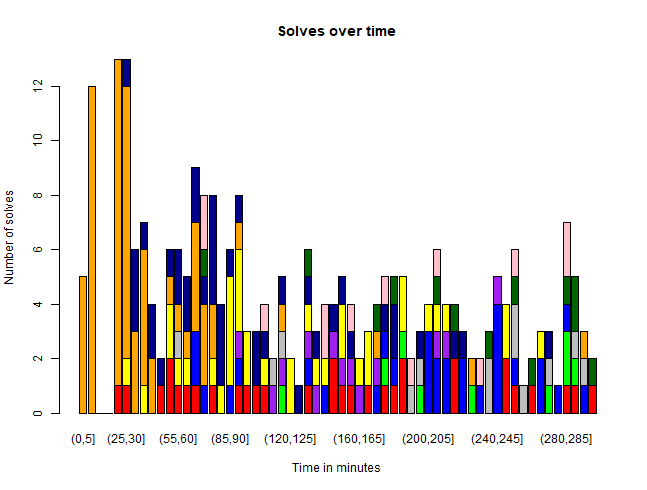 Solves over time
Number of solves
12
10
8
6
4
2
0
(0,5] (25,30] (55,60] (85,90] (120,125] (160,165] (200,205] (240,245] (280,285]
Time in minutes